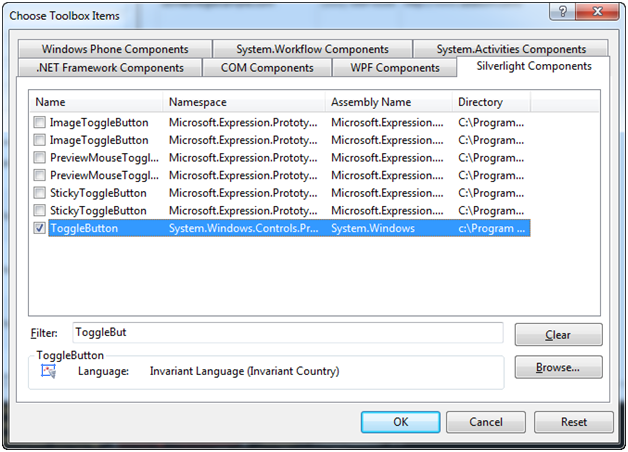 Choose Toolbox Items
Windows Phone Components System.Workflow Components System.Activities Components
.NET Framework Components COM Components WPF Components Silverlight Components
Name Namespace Assembly Name Directory
ImageToggleButton Microsoft.Expression.Prototy... Microsoft.Expression.... C:\Program...
ImageToggleButton Microsoft.Expression.Prototy... Microsoft.Expression.... C:\Program...
PreviewMouseToggl... Microsoft.Expression.Prototy... Microsoft.Expression.... C:\Program...
PreviewMouseToggl... Microsoft.Expression.Prototy... Microsoft.Expression.... C:\Program...
StickyToggleButton Microsoft.Expression.Prototy... Microsoft.Expression.... C:\Program...
StickyToggleButton Microsoft.Expression.Prototy... Microsoft.Expression.... C:\Program...
ToggleButton System.Windows.Controls.Pr... System.Windows c:\Program ...
Filter: ToggleBut Clear
ToggleButton
Language: Invariant Language (Invariant Country) Browse...
OK Cancel Reset